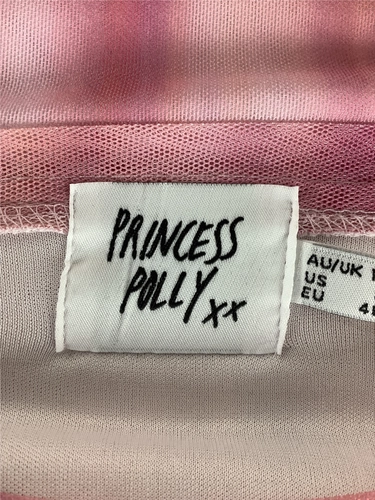 PRINCESS
POLLY xx
AU/UK
US
EU